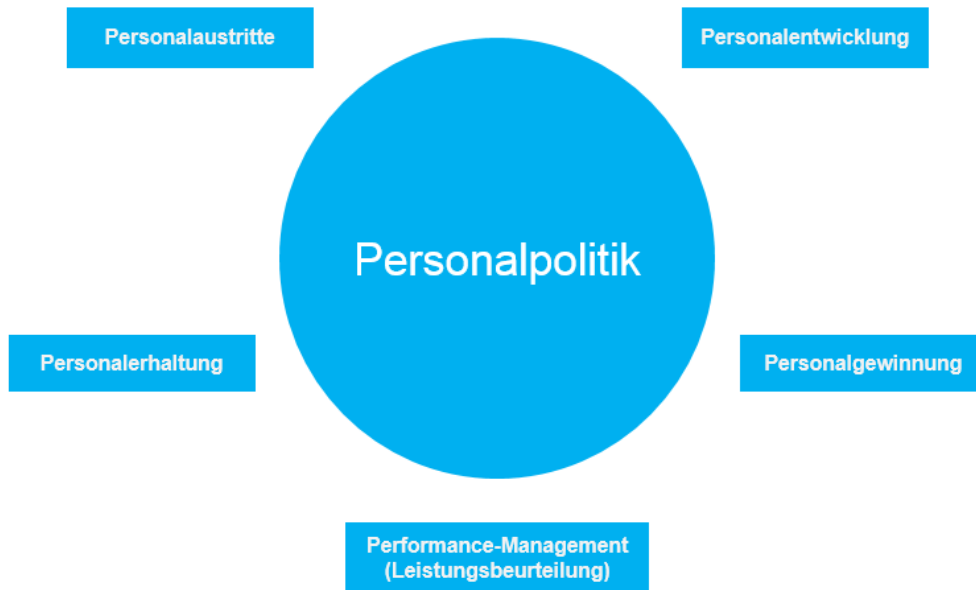 Personalaustritte
Personalentwicklung
Personalpolitik
Personalerhaltung
Personalgewinnung
Performance-Management
(Leistungsbeurteilung)